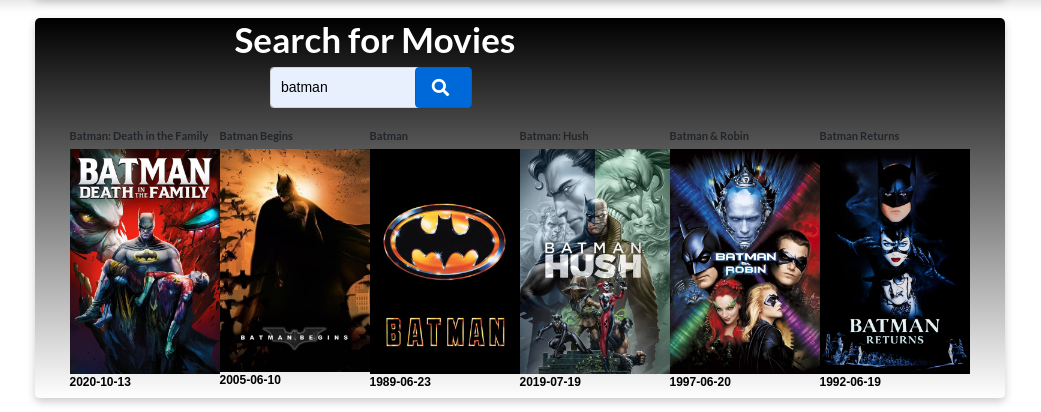 Search for Movies
batman
Batman: Death in the Family
Batman Begins
Batman
Batman: Hush
Batman & Robin
Batman Returns
BATMAN
DEATH IN THE FAMILY
BATMAN BEGINS
BATMAN
BATMAN
HUSH
BATMAN
ROBIN
BATMAN
RETURNS
2020-10-13
2005-06-10
1989-06-23
2019-07-19
1997-06-20
1992-06-19